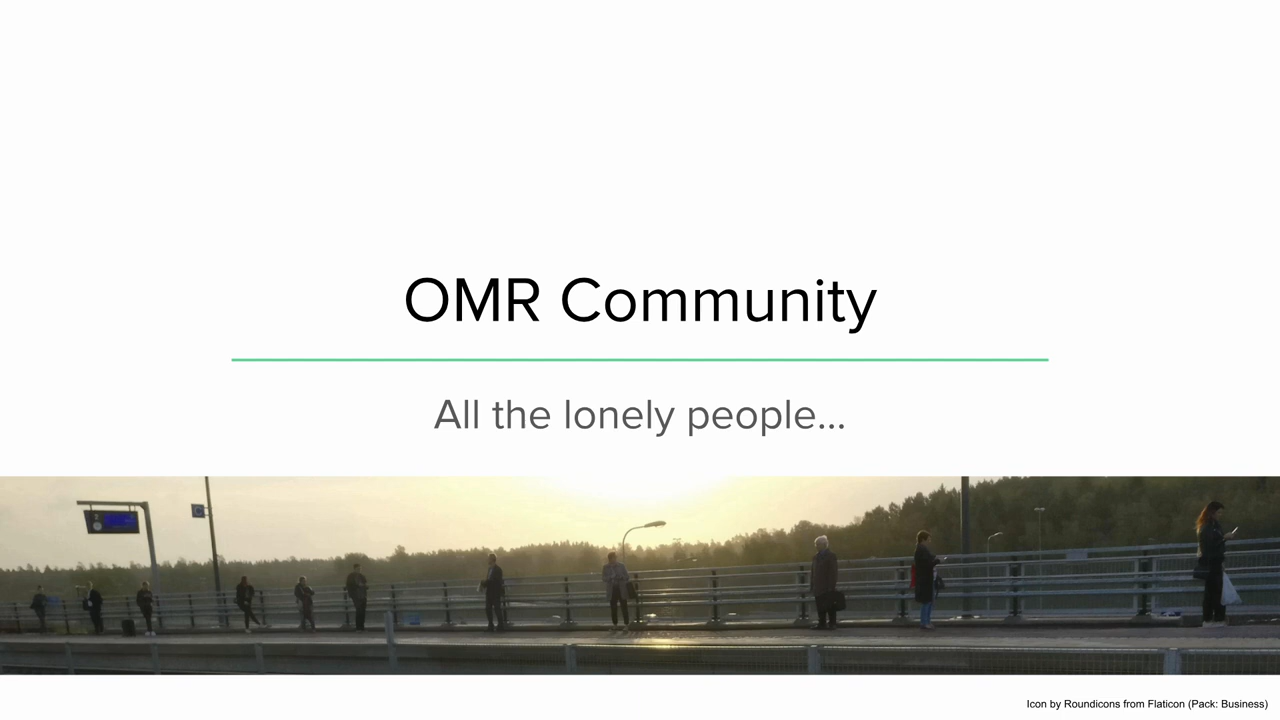 OMR Community
All the lonely people...
Icon by Roundicons from Flaticon (Pack: Business)